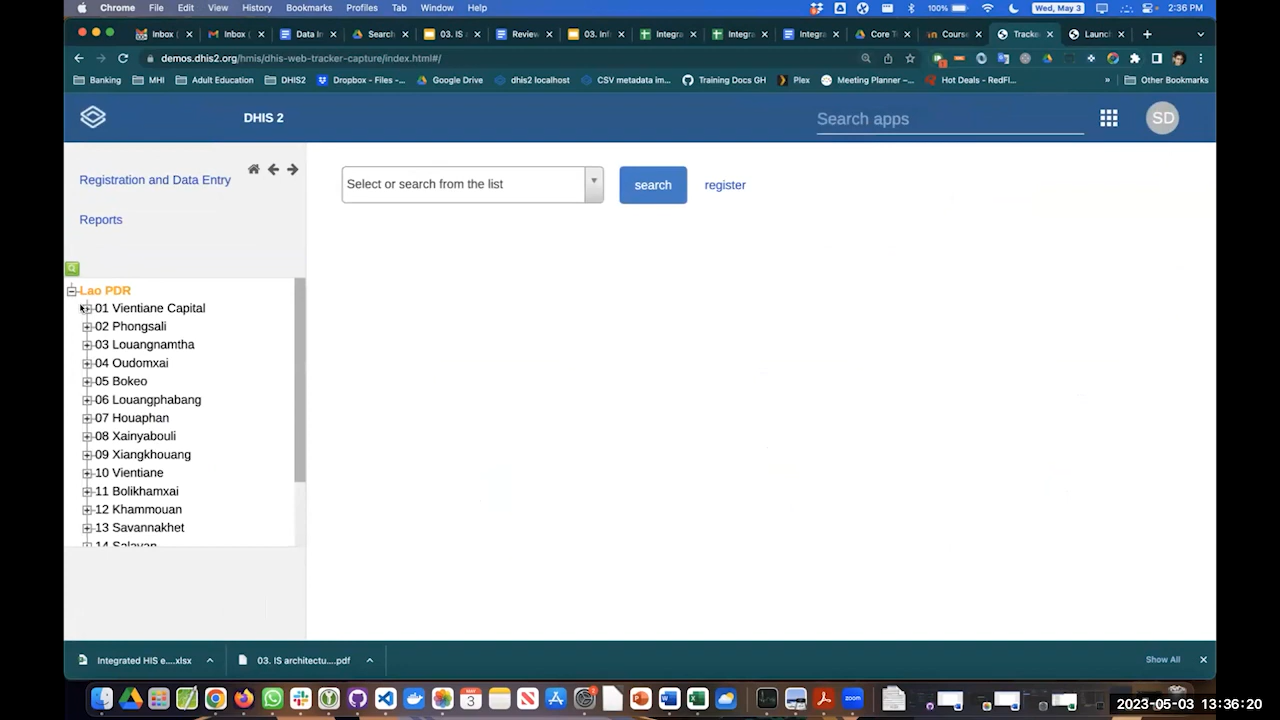 Chrome File Edit View History Bookmarks Profiles Tab Window Help 100% Wed, May 3 2:36 PM
Inbox ( Inbox ( Data In Search 03. IS a Review 03. Inf Integra Integra Integra Core T Course Tracke Launc
demos.dhis2.org/hmis/dhis-web-tracker-capture/index.html#/
Banking MHI Adult Education DHIS2 Dropbox - Files -... Google Drive dhis2 localhost CSV metadata im... Training Docs GH Plex Meeting Planner –... Hot Deals - RedFl... » Other Bookmarks
DHIS 2 Search apps SD
Registration and Data Entry
Select or search from the list search register
Reports
Lao PDR
01 Vientiane Capital
02 Phongsali
03 Louangnamtha
04 Oudomxai
05 Bokeo
06 Louangphabang
07 Houaphan
08 Xainyabouli
09 Xiangkhouang
10 Vientiane
11 Bolikhamxai
12 Khammouan
13 Savannakhet
14 Salavan
Integrated HIS e....xlsx 03. IS architectu....pdf Show All
zoom
2023-05-03 13:36:20